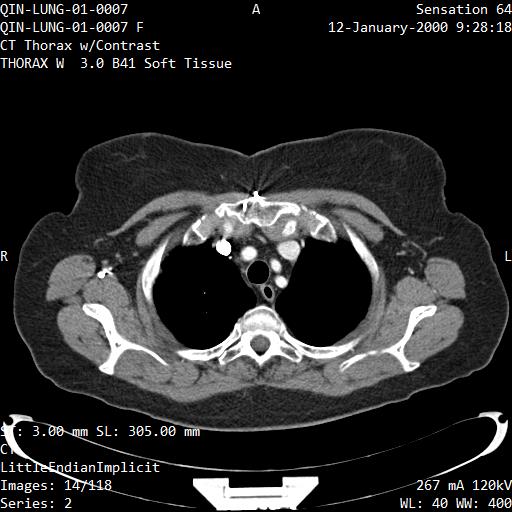 QIN-LUNG-01-0007
A
Sensation 64
QIN-LUNG-01-0007 F
12-January-2000 9:28:18
CT Thorax w/Contrast
THORAX W 3.0 B41 Soft Tissue
R
L
ST: 3.00 mm SL: 305.00 mm
LittleEndianImplicit
Images: 14/118
267 mA 120kV
Series: 2
WL: 40 WW: 400